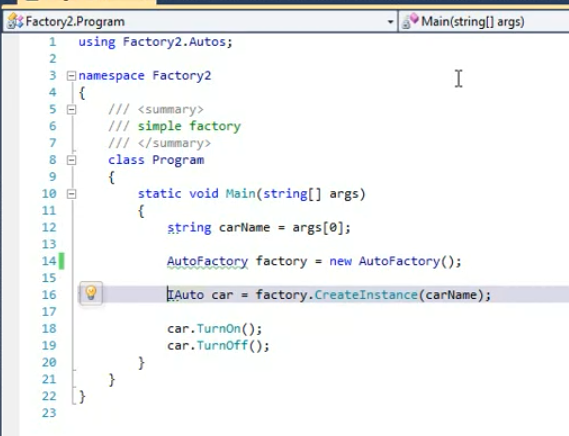 Factory2.Program
Main(string[] args)
1 using Factory2.Autos;
2
3 namespace Factory2
4 {
5 /// <summary>
6 /// simple factory
7 /// </summary>
8 class Program
9 {
10 static void Main(string[] args)
11 {
12 string carName = args[0];
13
14 AutoFactory factory = new AutoFactory();
15
16 IAuto car = factory.CreateInstance(carName);
17
18 car.TurnOn();
19 car.TurnOff();
20 }
21 }
22 }
23